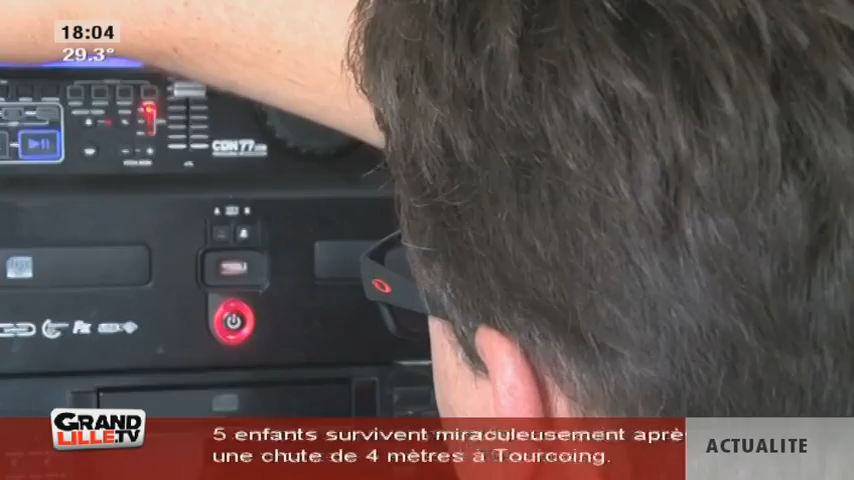 18:04
29.3°
CDN77
GRAND
LILLE.TV
5 enfants survivent miraculeusement aprè
une chute de 4 mètres à Tourcoing.
ACTUALITE